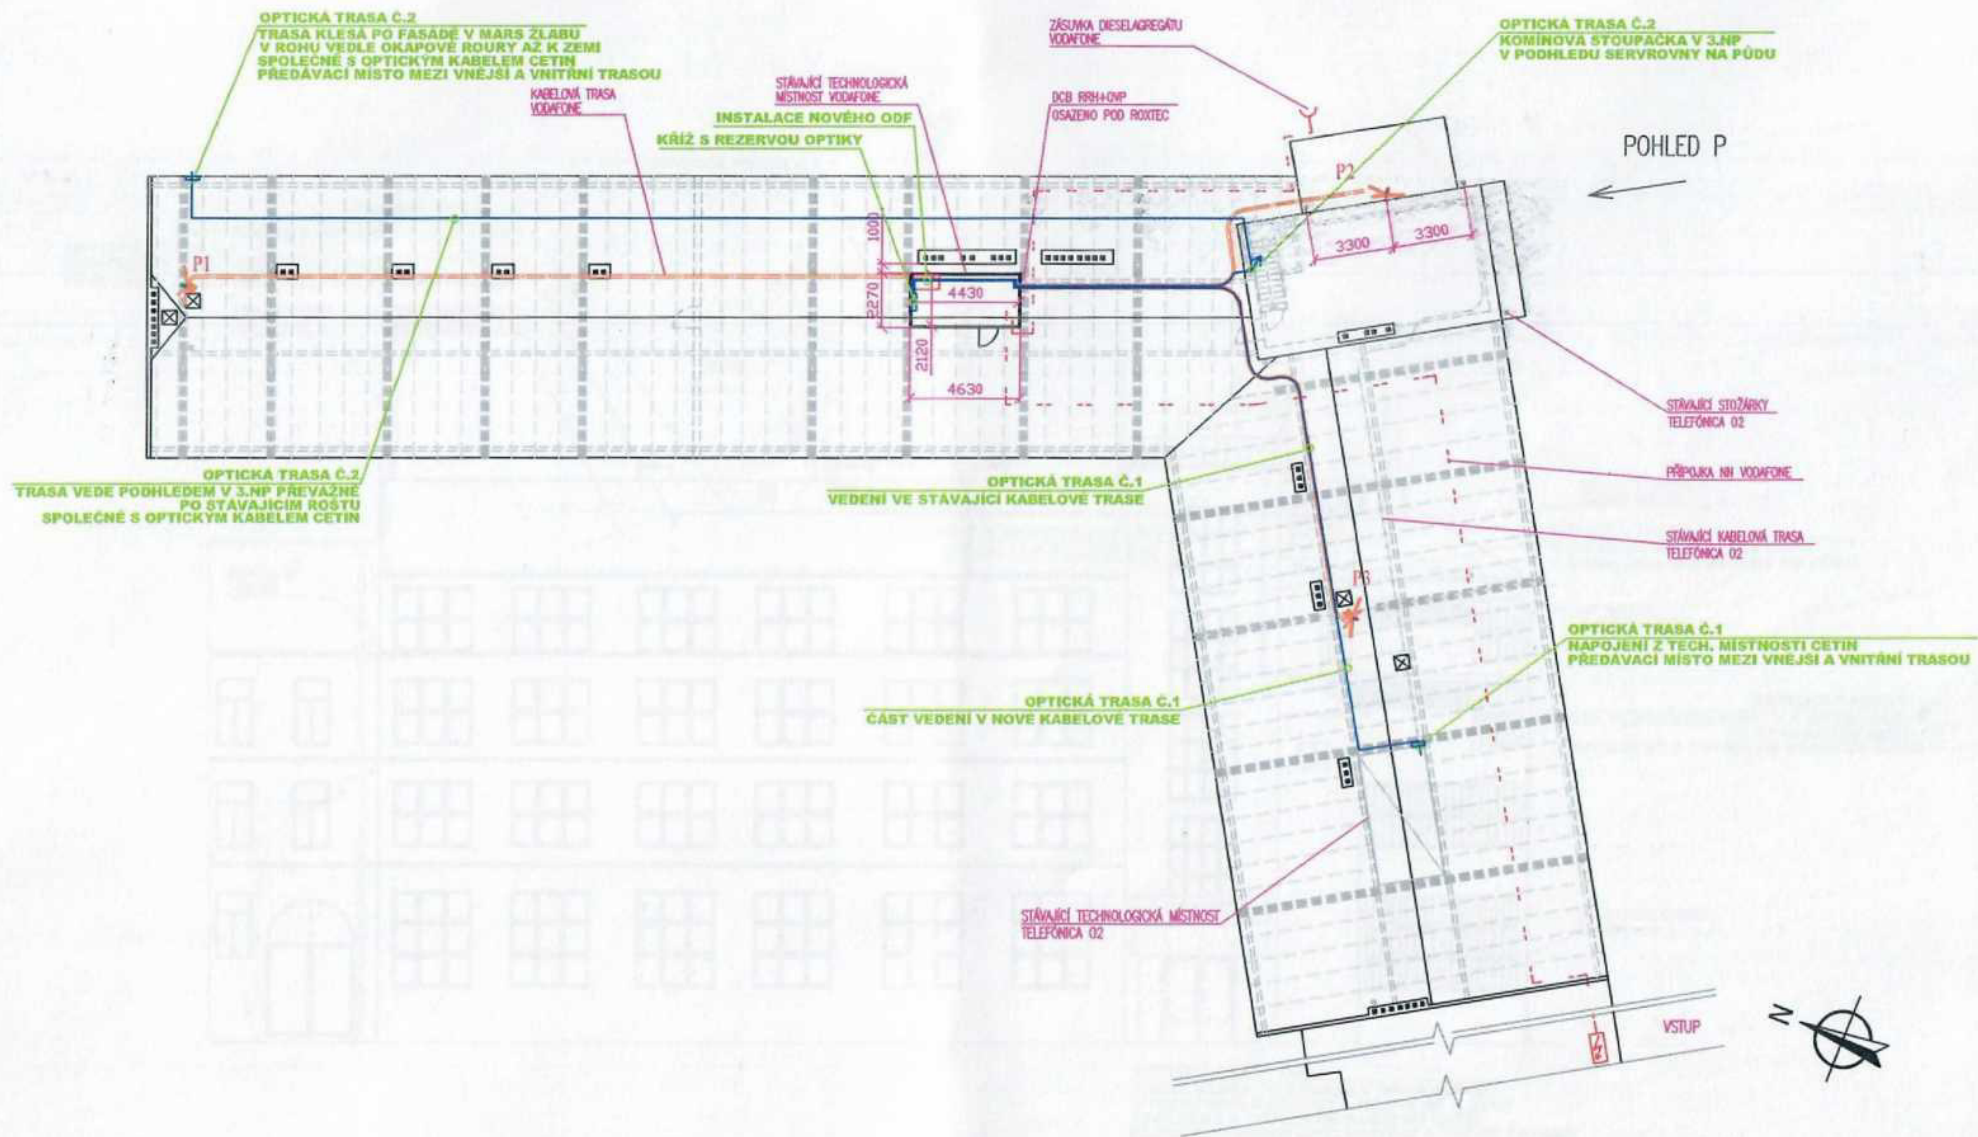 OPTICKÁ TRASA Č.2
TRASA KLESÁ PO FASÁDĚ V MARS ŽLABU
V ROHU VEDLE OKAPOVÉ ROURY AŽ K ZEMI
SPOLEČNĚ S OPTICKÝM KABELEM CETIN
PŘEDÁVACÍ MÍSTO MEZI VNĚJŠÍ A VNITŘNÍ TRASOU
KABELOVÁ TRASA
VODAFONE
STÁVAJÍCÍ TECHNOLOGICKÁ
MÍSTNOST VODAFONE
INSTALACE NOVÉHO ODF
KŘÍŽ S REZERVOU OPTIKY
ZÁSUVKA DIESELAGREGÁTU
VODAFONE
DCB RRH+OVP
OSAZENO POD ROXTEC
OPTICKÁ TRASA Č.2
KOMÍNOVÁ STOUPAČKA V 3.NP
V PODHLEDU SERVROVNY NA PŮDU
POHLED P
P1
P2
3300
3300
1000
2270
4430
2120
4630
OPTICKÁ TRASA Č.2
TRASA VEDE PODHLEDEM V 3.NP PŘEVÁŽNĚ
PO STÁVAJÍCÍM ROŠTU
SPOLEČNĚ S OPTICKÝM KABELEM CETIN
OPTICKÁ TRASA Č.1
VEDENÍ VE STÁVAJÍCÍ KABELOVÉ TRASE
STÁVAJÍCÍ STOŽÁRKY
TELEFÓNICA O2
PŘÍPOJKA NN VODAFONE
STÁVAJÍCÍ KABELOVÁ TRASA
TELEFÓNICA O2
P3
OPTICKÁ TRASA Č.1
NAPOJENÍ Z TECH. MÍSTNOSTI CETIN
PŘEDÁVACÍ MÍSTO MEZI VNĚJŠÍ A VNITŘNÍ TRASOU
OPTICKÁ TRASA Č.1
ČÁST VEDENÍ V NOVÉ KABELOVÉ TRASE
STÁVAJÍCÍ TECHNOLOGICKÁ MÍSTNOST
TELEFÓNICA O2
VSTUP
N